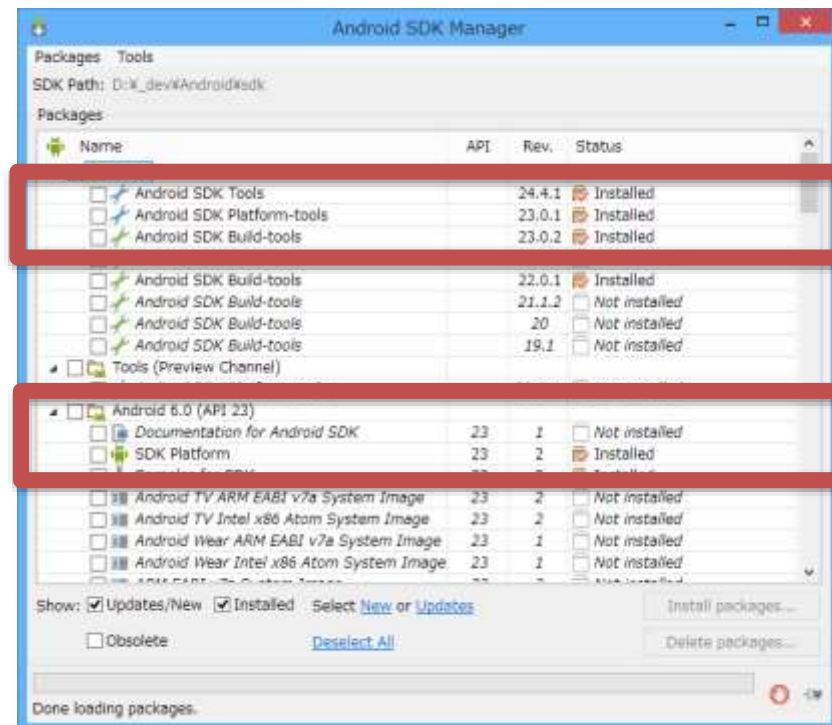 Android SDK Manager
Packages Tools
SDK Path: D:¥_dev¥Android¥sdk
Packages
Name API Rev. Status
Android SDK Tools 24.4.1 Installed
Android SDK Platform-tools 23.0.1 Installed
Android SDK Build-tools 23.0.2 Installed
Android SDK Build-tools 22.0.1 Installed
Android SDK Build-tools 21.1.2 Not installed
Android SDK Build-tools 20 Not installed
Android SDK Build-tools 19.1 Not installed
Tools (Preview Channel)
Android 6.0 (API 23)
Documentation for Android SDK 23 1 Not installed
SDK Platform 23 2 Installed
Android TV ARM EABI v7a System Image 23 2 Not installed
Android TV Intel x86 Atom System Image 23 2 Not installed
Android Wear ARM EABI v7a System Image 23 1 Not installed
Android Wear Intel x86 Atom System Image 23 1 Not installed
Show: Updates/New Installed Select New or Updates Install packages...
Obsolete Deselect All Delete packages...
Done loading packages.